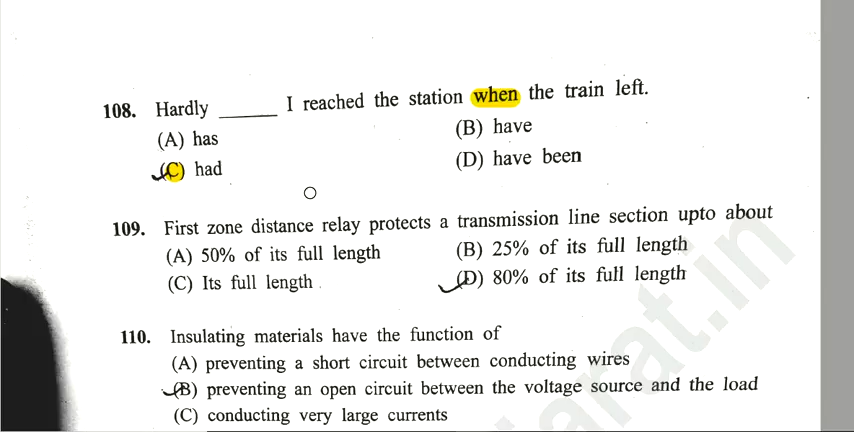 108. Hardly ______ I reached the station when the train left.
(A) has (B) have
(C) had (D) have been
109. First zone distance relay protects a transmission line section upto about
(A) 50% of its full length (B) 25% of its full length
(C) Its full length (D) 80% of its full length
110. Insulating materials have the function of
(A) preventing a short circuit between conducting wires
(B) preventing an open circuit between the voltage source and the load
(C) conducting very large currents
arat.in